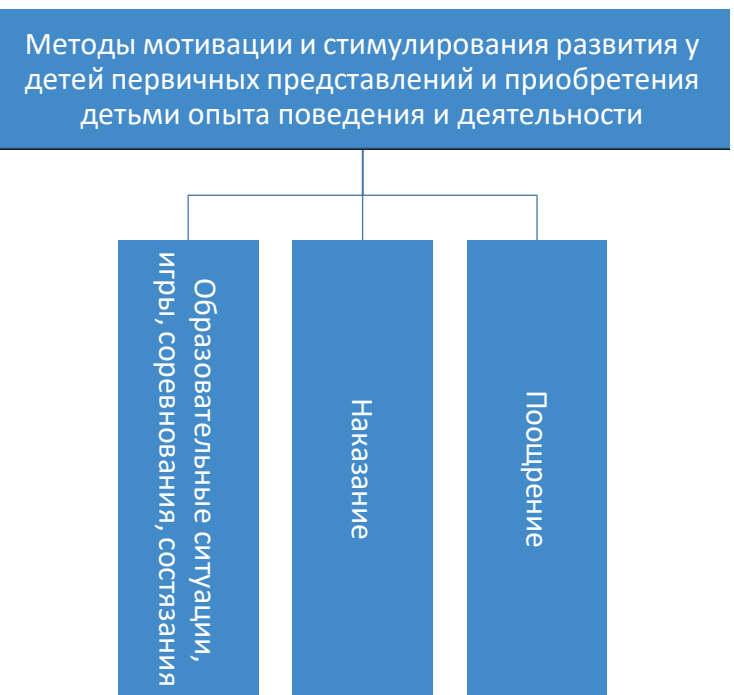 Методы мотивации и стимулирования развития у
детей первичных представлений и приобретения
детьми опыта поведения и деятельности
Образовательные ситуации,
игры, соревнования, состязания
Наказание
Поощрение